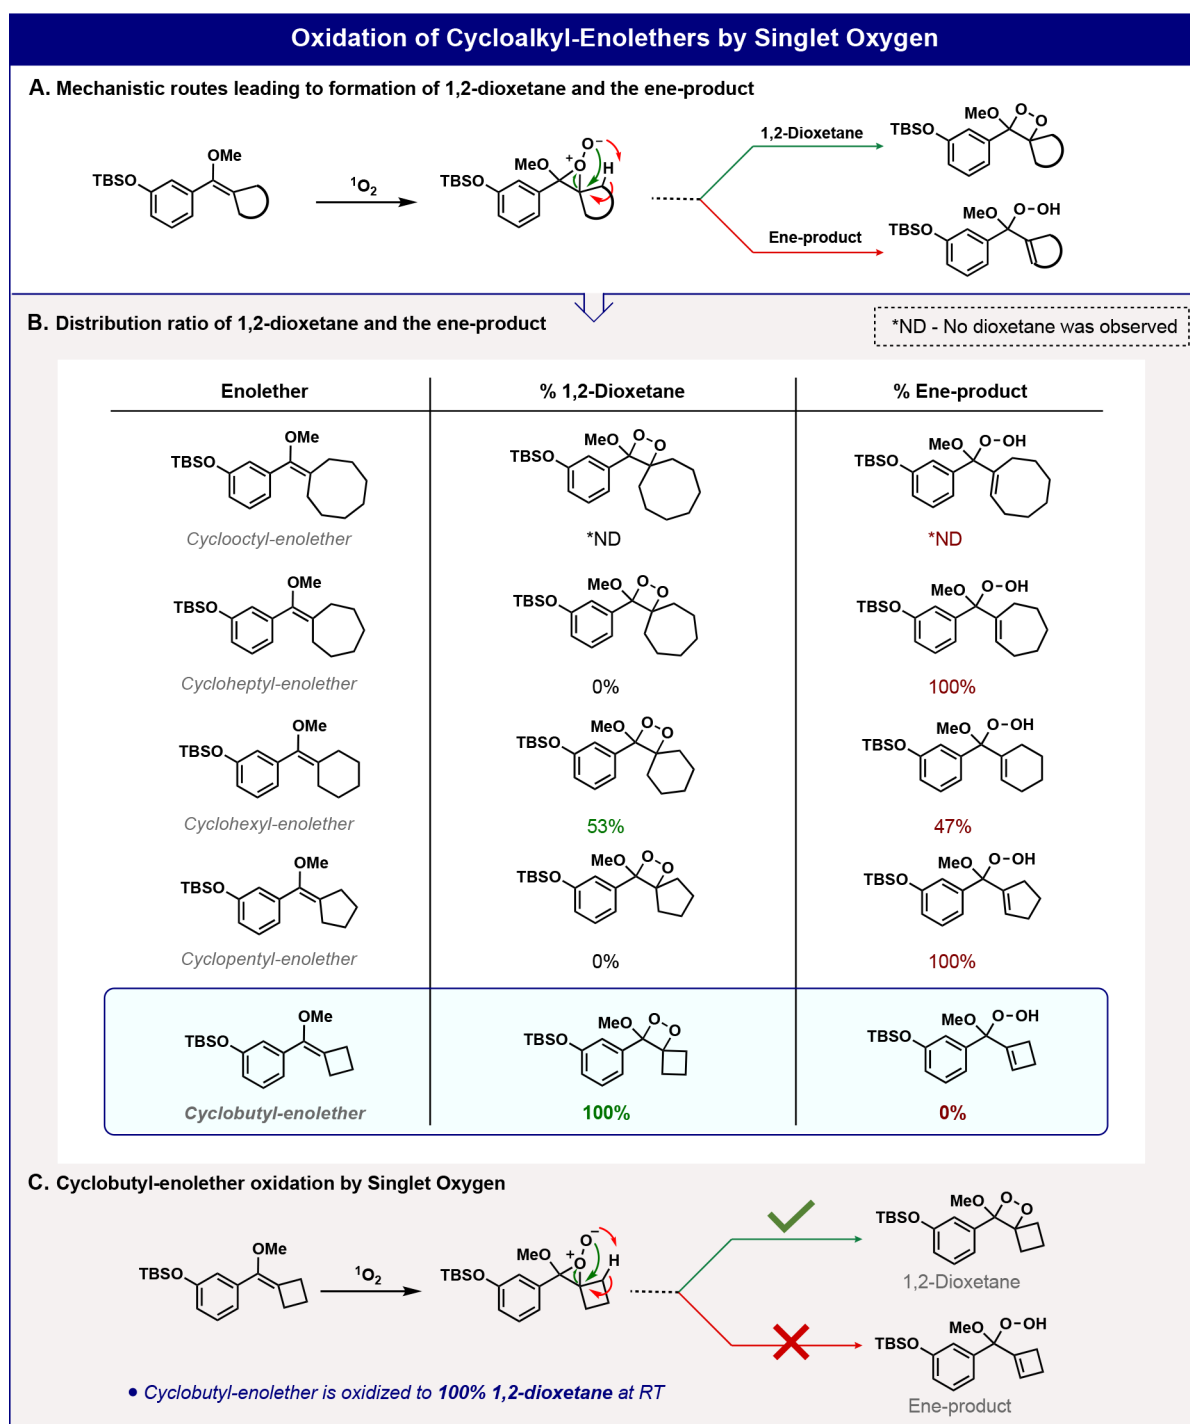 Oxidation of Cycloalkyl-Enolethers by Singlet Oxygen
A. Mechanistic routes leading to formation of 1,2-dioxetane and the ene-product
OMe
TBSO
¹O₂
MeO
+
O
O
−
H
TBSO
1,2-Dioxetane
Ene-product
MeO
O
O
TBSO
MeO
O-OH
TBSO
B. Distribution ratio of 1,2-dioxetane and the ene-product
*ND - No dioxetane was observed
Enolether
% 1,2-Dioxetane
% Ene-product
OMe
TBSO
MeO
O
O
TBSO
MeO
O-OH
TBSO
Cyclooctyl-enolether
*ND
*ND
OMe
TBSO
MeO
O
O
TBSO
MeO
O-OH
TBSO
Cycloheptyl-enolether
0%
100%
OMe
TBSO
MeO
O
O
TBSO
MeO
O-OH
TBSO
Cyclohexyl-enolether
53%
47%
OMe
TBSO
MeO
O
O
TBSO
MeO
O-OH
TBSO
Cyclopentyl-enolether
0%
100%
OMe
TBSO
MeO
O
O
TBSO
MeO
O-OH
TBSO
Cyclobutyl-enolether
100%
0%
C. Cyclobutyl-enolether oxidation by Singlet Oxygen
OMe
TBSO
¹O₂
MeO
+
O
O
−
H
TBSO
MeO
O
O
TBSO
1,2-Dioxetane
MeO
O-OH
TBSO
Ene-product
• Cyclobutyl-enolether is oxidized to 100% 1,2-dioxetane at RT